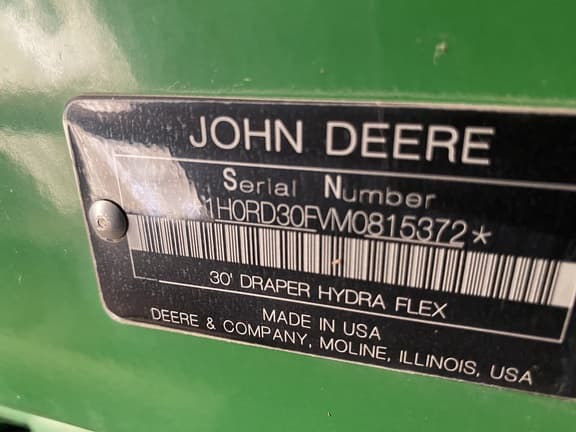 JOHN DEERE
Serial Number
1H0RD30FVM0815372*
30' DRAPER HYDRA FLEX
MADE IN USA
DEERE & COMPANY, MOLINE, ILLINOIS, USA